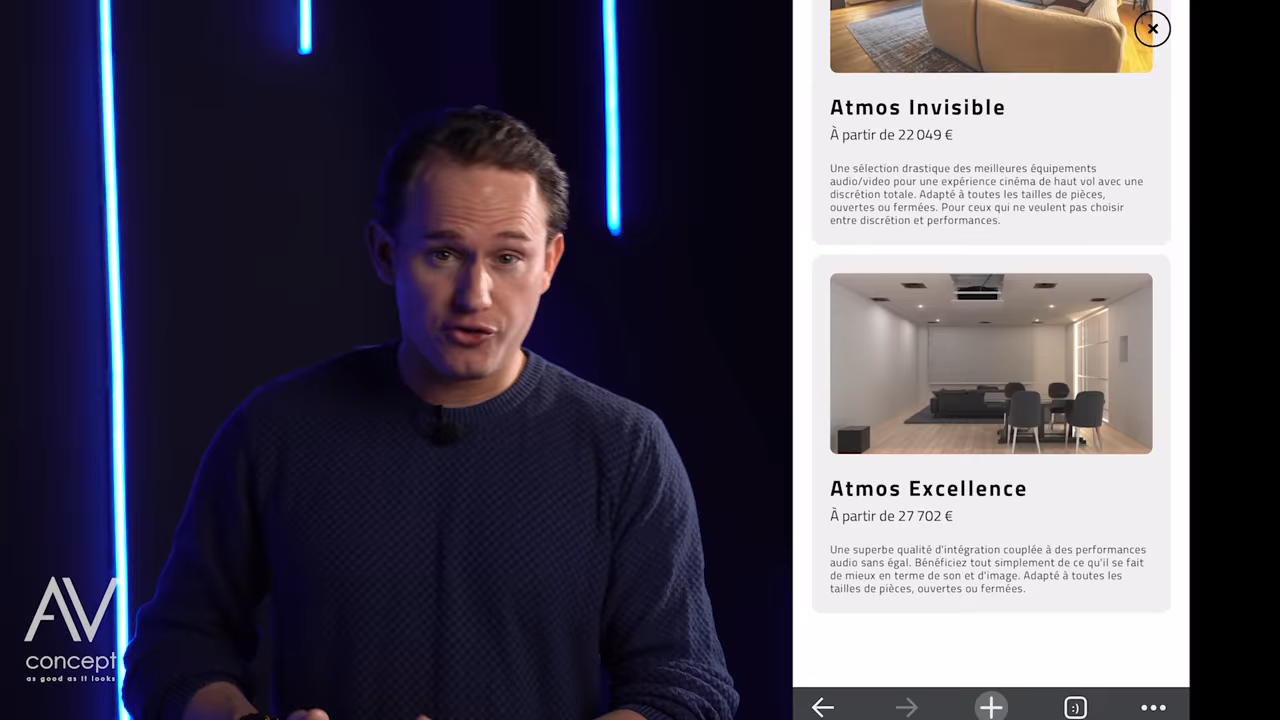 Atmos Invisible
À partir de 22 049 €
Une sélection drastique des meilleures équipements
audio/video pour une expérience cinéma de haut vol avec une
discrétion totale. Adapté à toutes les tailles de pièces,
ouvertes ou fermées. Pour ceux qui ne veulent pas choisir
entre discrétion et performances.
Atmos Excellence
À partir de 27 702 €
Une superbe qualité d'intégration couplée à des performances
audio sans égal. Bénéficiez tout simplement de ce qu'il se fait
de mieux en terme de son et d'image. Adapté à toutes les
tailles de pièces, ouvertes ou fermées.
AV
concept
as good as it looks
:)